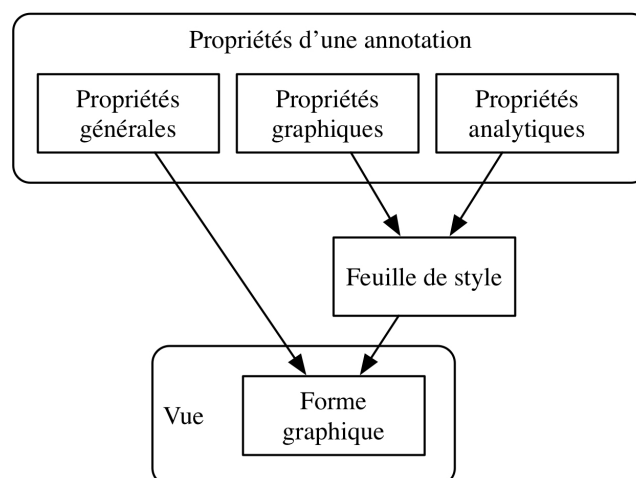 Propriétés d’une annotation
Propriétés
générales
Propriétés
graphiques
Propriétés
analytiques
Feuille de style
Vue
Forme
graphique